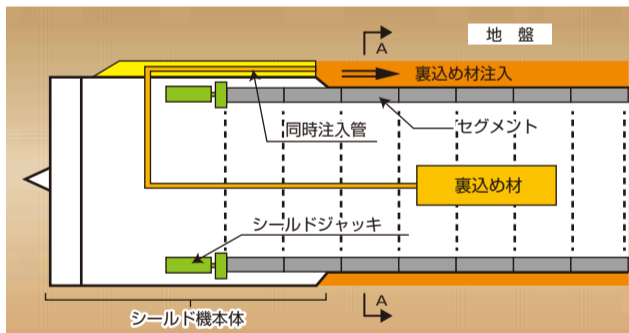 A
地 盤
裏込め材注入
同時注入管
セグメント
裏込め材
シールドジャッキ
A
シールド機本体